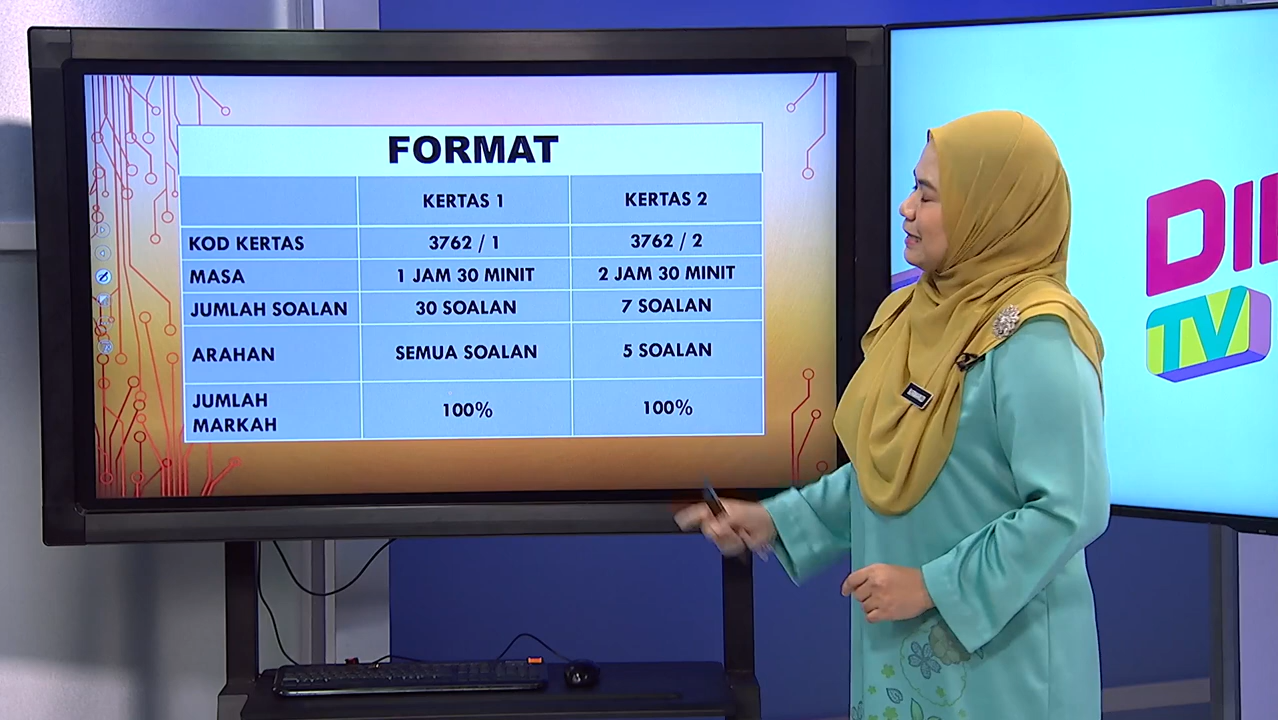 FORMAT
KERTAS 1 KERTAS 2
KOD KERTAS 3762 / 1 3762 / 2
MASA 1 JAM 30 MINIT 2 JAM 30 MINIT
JUMLAH SOALAN 30 SOALAN 7 SOALAN
ARAHAN SEMUA SOALAN 5 SOALAN
JUMLAH
MARKAH 100% 100%
TV